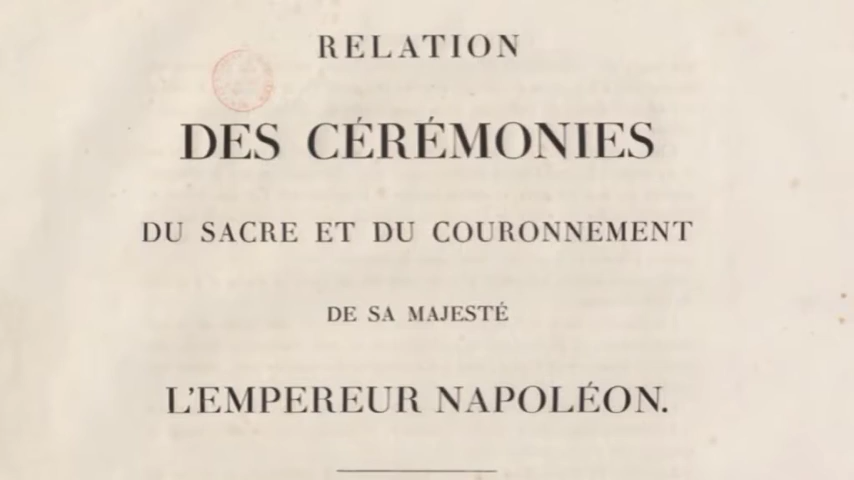 RELATION
DES CÉRÉMONIES
DU SACRE ET DU COURONNEMENT
DE SA MAJESTÉ
L'EMPEREUR NAPOLÉON.